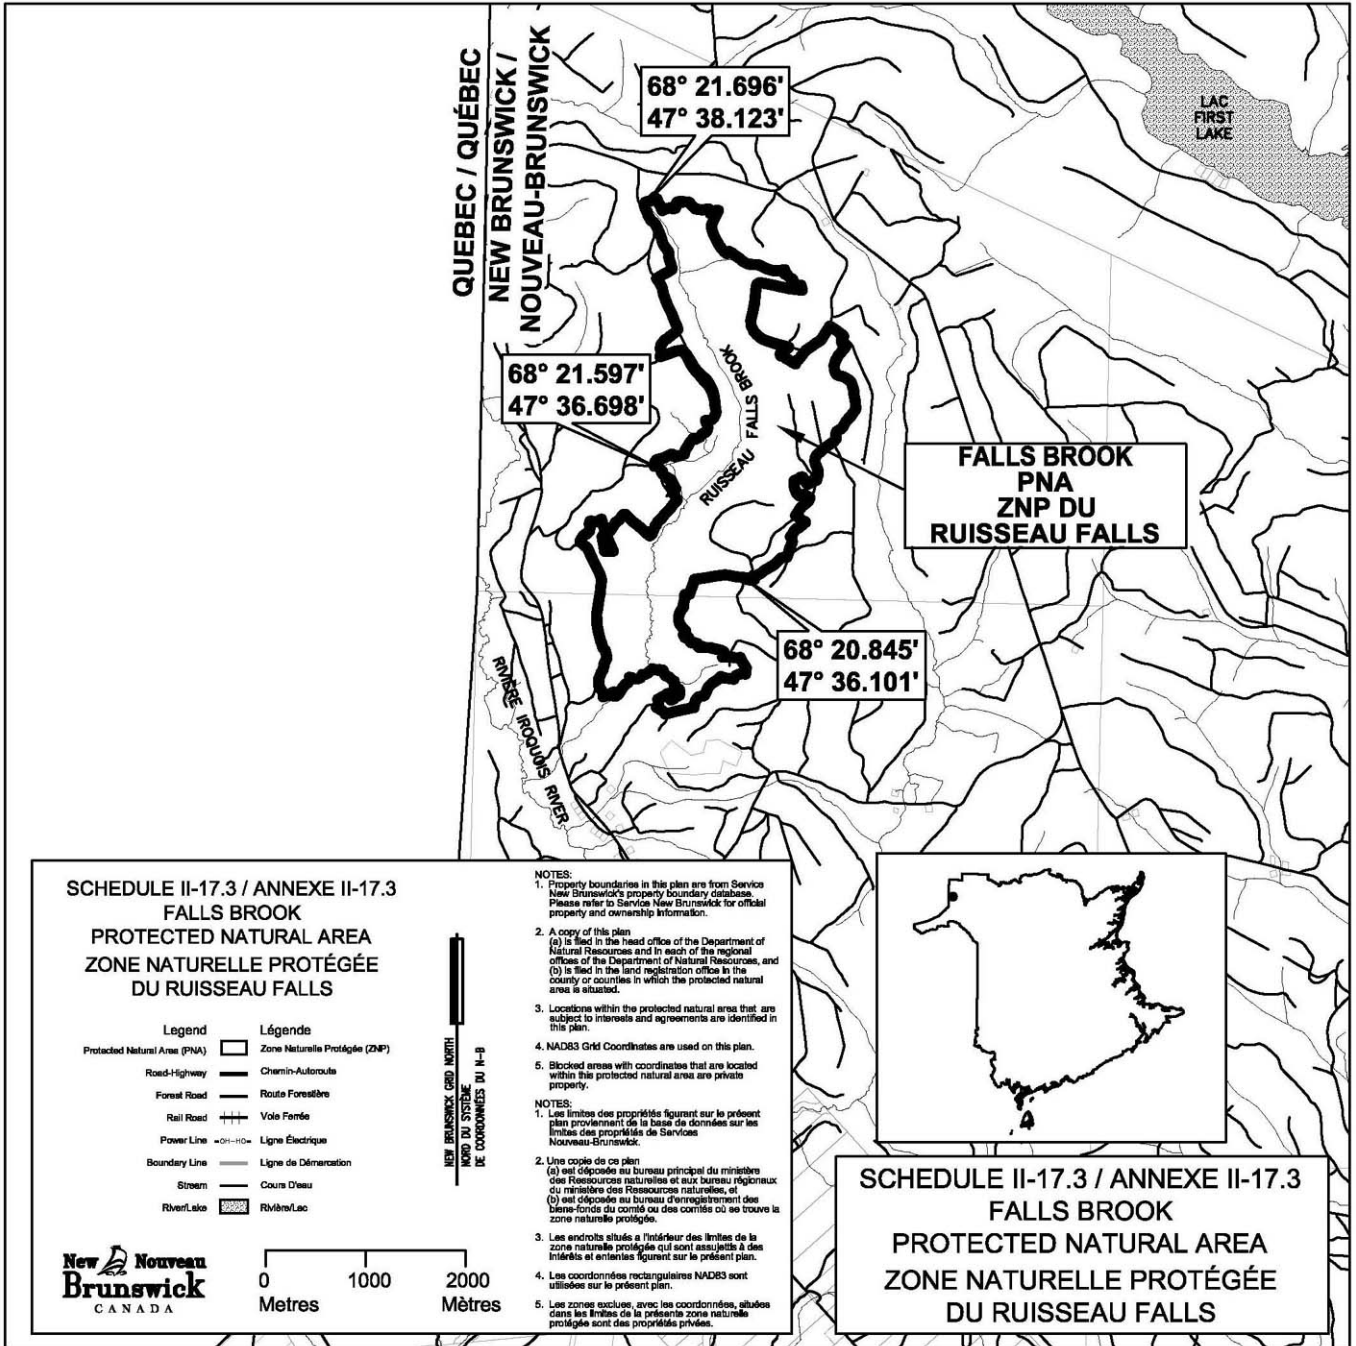 QUEBEC / QUÉBEC
NEW BRUNSWICK /
NOUVEAU-BRUNSWICK
68° 21.696'
47° 38.123'
LAC
FIRST
LAKE
68° 21.597'
47° 36.698'
RUISSEAU FALLS BROOK
FALLS BROOK
PNA
ZNP DU
RUISSEAU FALLS
68° 20.845'
47° 36.101'
RIVIÈRE IROQUOIS RIVER
SCHEDULE II-17.3 / ANNEXE II-17.3
FALLS BROOK
PROTECTED NATURAL AREA
ZONE NATURELLE PROTÉGÉE
DU RUISSEAU FALLS
Legend Légende
Protected Natural Area (PNA) Zone Naturelle Protégée (ZNP)
Road-Highway Chemin-Autoroute
Forest Road Route Forestière
Rail Road Voie Ferrée
Power Line -OH-HO- Ligne Électrique
Boundary Line Ligne de Démarcation
Stream Cours D'eau
River/Lake Rivière/Lac
NEW BRUNSWICK GRID NORTH
NORD DU SYSTÈME
DE COORDONNÉES DU N-B
New Nouveau
Brunswick
CANADA
0 1000 2000
Metres Mètres
NOTES:
1. Property boundaries in this plan are from Service
New Brunswick's property boundary database.
Please refer to Service New Brunswick for official
property and ownership information.
2. A copy of this plan
(a) is filed in the head office of the Department of
Natural Resources and in each of the regional
offices of the Department of Natural Resources, and
(b) is filed in the land registration office in the
county or counties in which the protected natural
area is situated.
3. Locations within the protected natural area that are
subject to interests and agreements are identified in
this plan.
4. NAD83 Grid Coordinates are used on this plan.
5. Blocked areas with coordinates that are located
within this protected natural area are private
property.
NOTES:
1. Les limites des propriétés figurant sur le présent
plan proviennent de la base de données sur les
limites des propriétés de Services
Nouveau-Brunswick.
2. Une copie de ce plan
(a) est déposée au bureau principal du ministère
des Ressources naturelles et aux bureau régionaux
du ministère des Ressources naturelles, et
(b) est déposée au bureau d'enregistrement des
biens-fonds du comté ou des comtés où se trouve la
zone naturelle protégée.
3. Les endroits situés a l'intérieur des limites de la
zone naturelle protégée qui sont assujettis à des
intérêts et ententes figurent sur le présent plan.
4. Les coordonnées rectangulaires NAD83 sont
utilisées sur le présent plan.
5. Les zones exclues, avec les coordonnées, situées
dans les limites de la présente zone naturelle
protégée sont des propriétés privées.
SCHEDULE II-17.3 / ANNEXE II-17.3
FALLS BROOK
PROTECTED NATURAL AREA
ZONE NATURELLE PROTÉGÉE
DU RUISSEAU FALLS